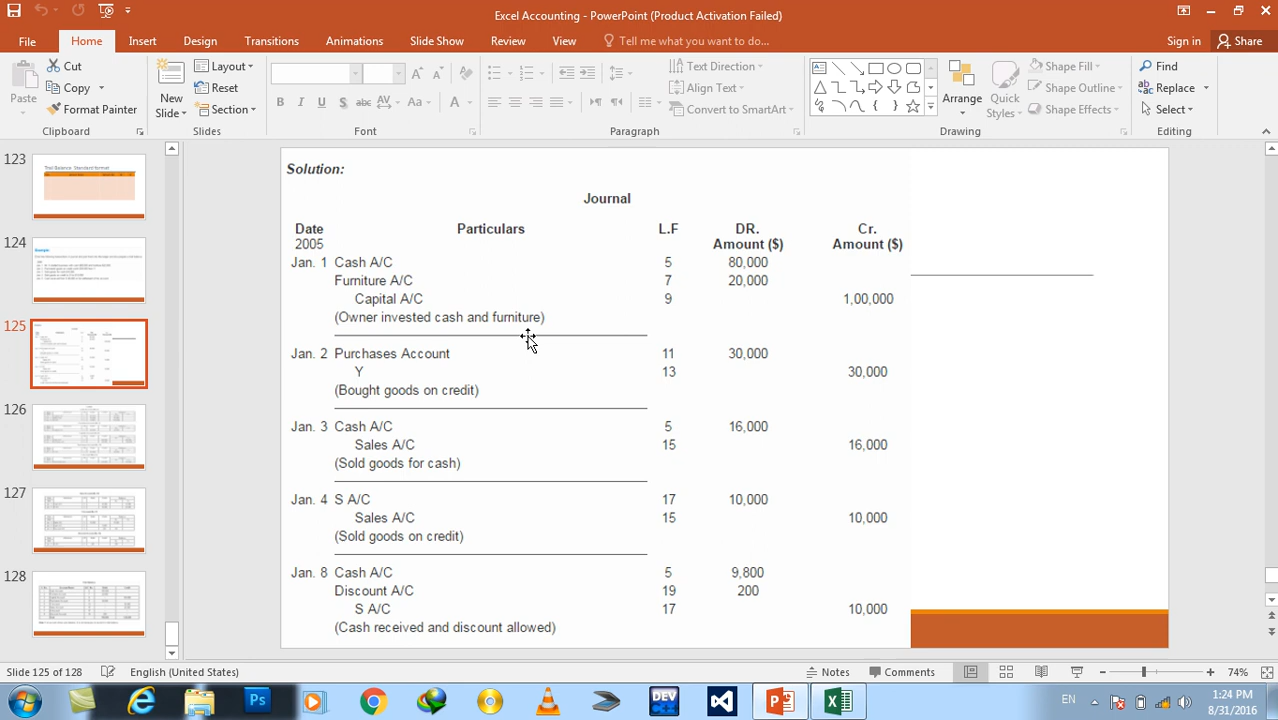 Excel Accounting - PowerPoint (Product Activation Failed)
File Home Insert Design Transitions Animations Slide Show Review View Tell me what you want to do... Sign in Share
Paste
Cut
Copy
Format Painter
Clipboard
New
Slide
Layout
Reset
Section
Slides
B I U S abc AV Aa A
Font
Text Direction
Align Text
Convert to SmartArt
Paragraph
Arrange
Quick
Styles
Shape Fill
Shape Outline
Shape Effects
Drawing
Find
Replace
Select
Editing
123
Trail Balance: Standard format
124
125
126
127
128
Solution:
Journal
Date Particulars L.F DR. Cr.
2005 Amount ($) Amount ($)
Jan. 1 Cash A/C 5 80,000
Furniture A/C 7 20,000
Capital A/C 9 1,00,000
(Owner invested cash and furniture)
Jan. 2 Purchases Account 11 30,000
Y 13 30,000
(Bought goods on credit)
Jan. 3 Cash A/C 5 16,000
Sales A/C 15 16,000
(Sold goods for cash)
Jan. 4 S A/C 17 10,000
Sales A/C 15 10,000
(Sold goods on credit)
Jan. 8 Cash A/C 5 9,800
Discount A/C 19 200
S A/C 17 10,000
(Cash received and discount allowed)
Slide 125 of 128 English (United States) Notes Comments 74%
Ps DEV EN 1:24 PM
8/31/2016